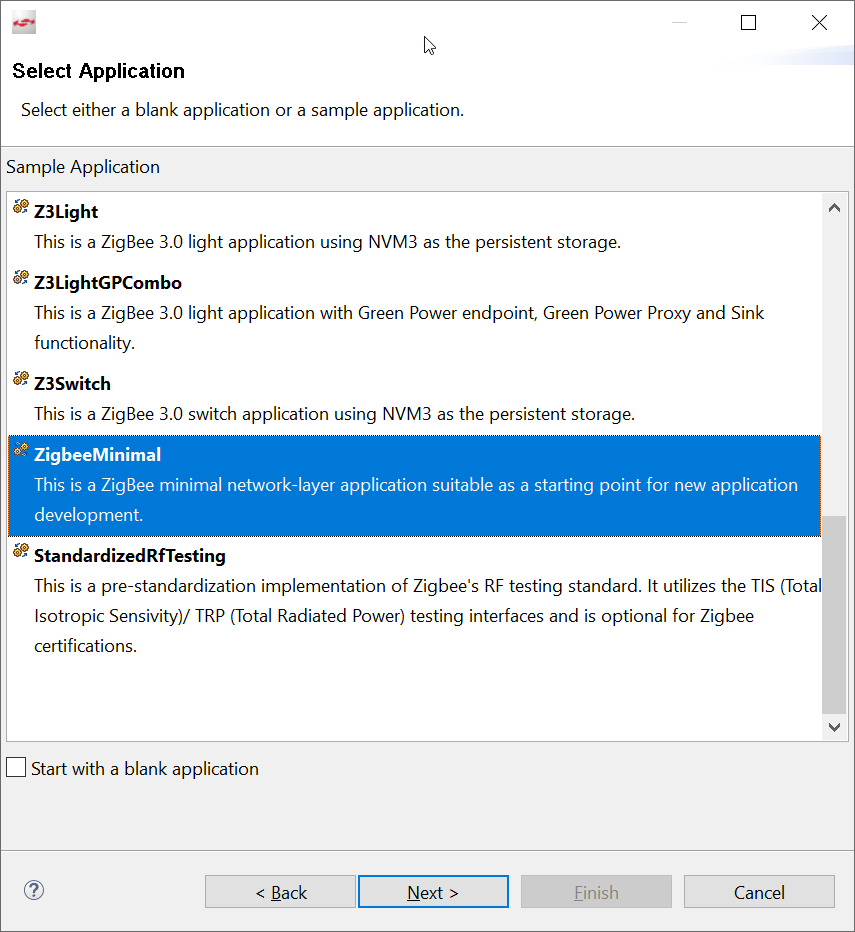 Select Application
Select either a blank application or a sample application.
Sample Application
Z3Light
This is a ZigBee 3.0 light application using NVM3 as the persistent storage.
Z3LightGPCombo
This is a ZigBee 3.0 light application with Green Power endpoint, Green Power Proxy and Sink
functionality.
Z3Switch
This is a ZigBee 3.0 switch application using NVM3 as the persistent storage.
ZigbeeMinimal
This is a ZigBee minimal network-layer application suitable as a starting point for new application
development.
StandardizedRfTesting
This is a pre-standardization implementation of Zigbee's RF testing standard. It utilizes the TIS (Total
Isotropic Sensivity)/ TRP (Total Radiated Power) testing interfaces and is optional for Zigbee
certifications.
Start with a blank application
? < Back Next > Finish Cancel